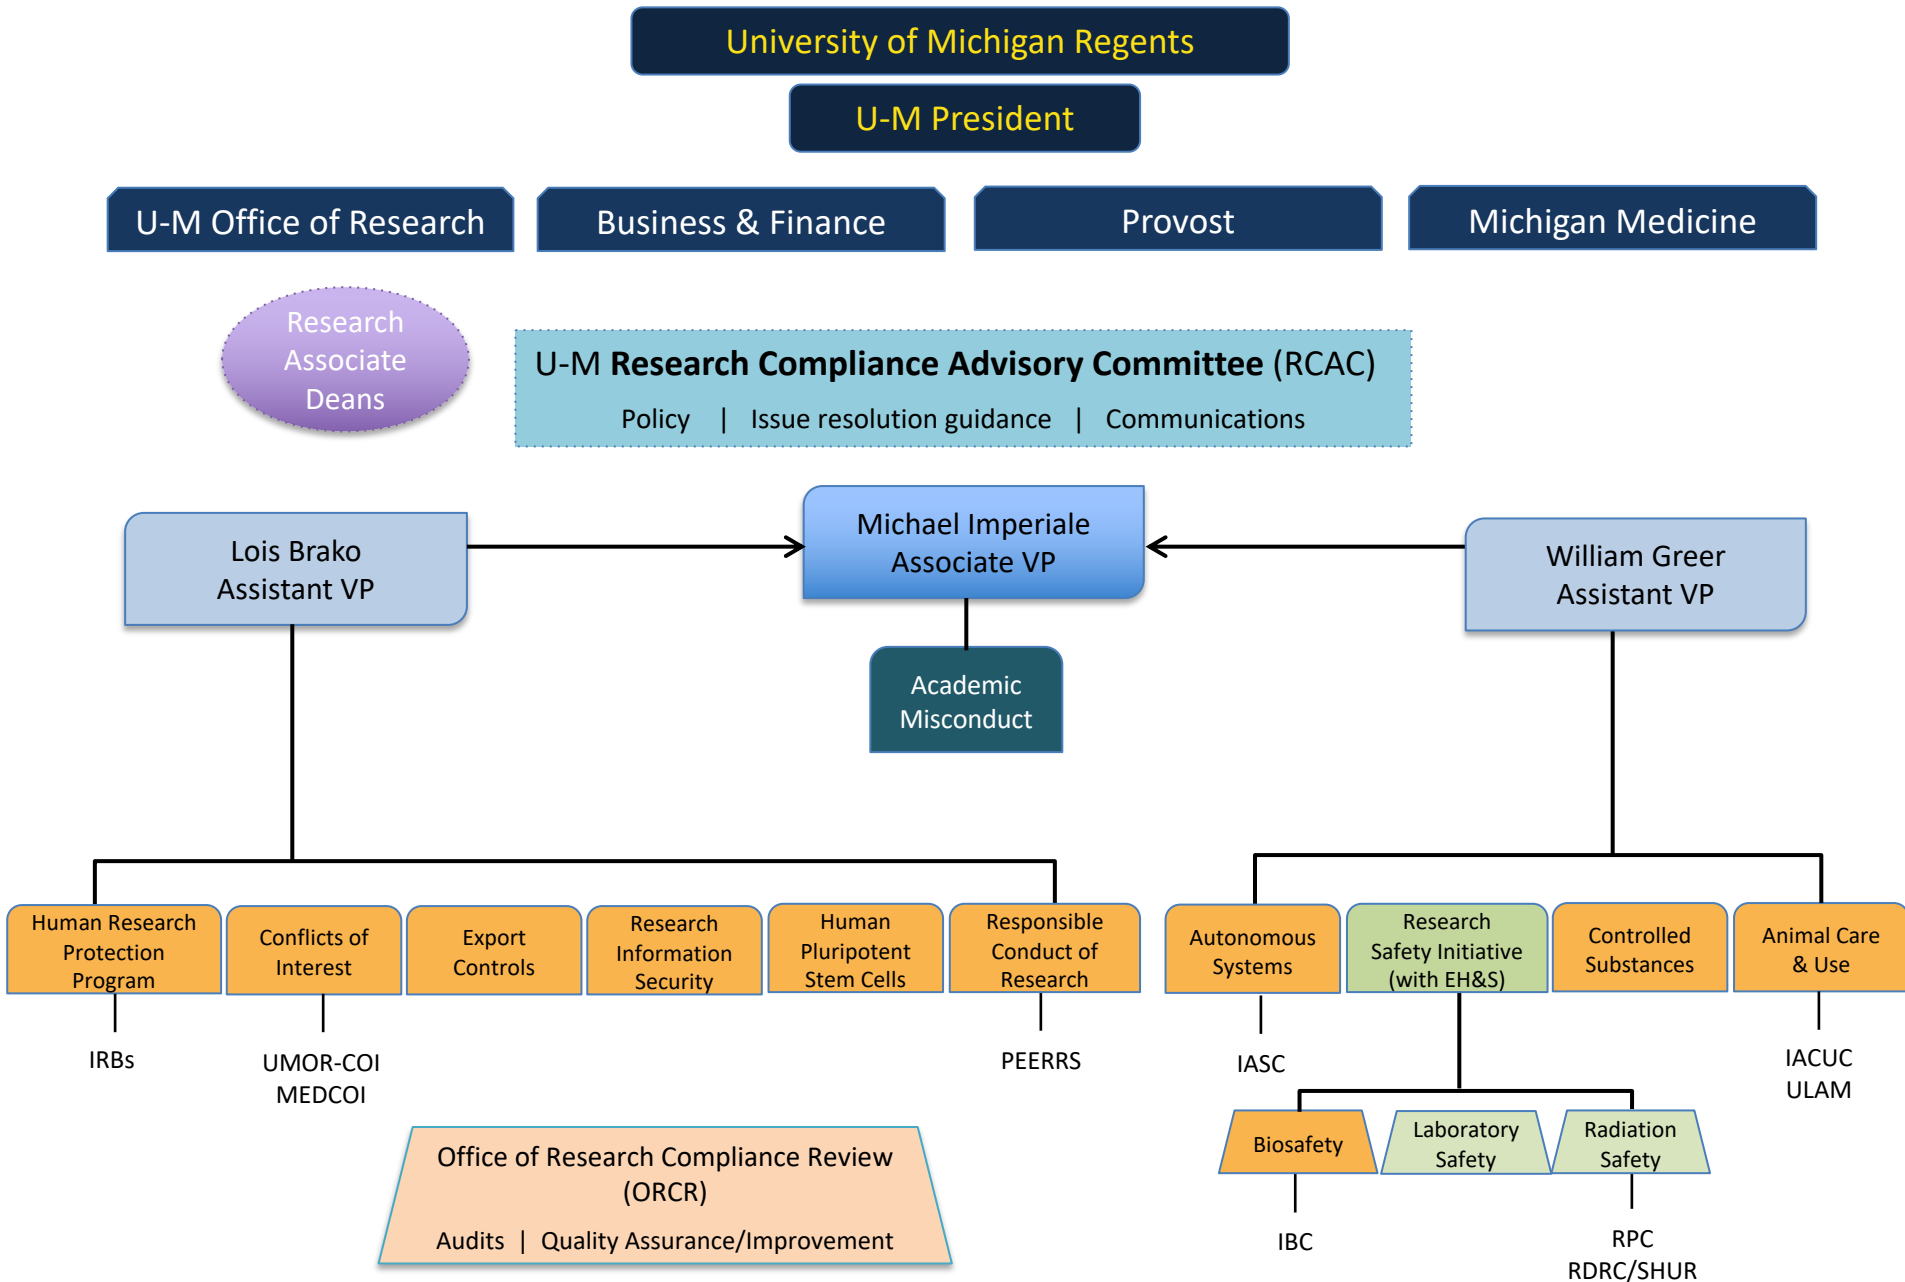 University of Michigan Regents
U-M President
U-M Office of Research
Business & Finance
Provost
Michigan Medicine
Research
Associate
Deans
U-M Research Compliance Advisory Committee (RCAC)
Policy | Issue resolution guidance | Communications
Lois Brako
Assistant VP
Michael Imperiale
Associate VP
William Greer
Assistant VP
Academic
Misconduct
Human Research
Protection
Program
Conflicts of
Interest
Export
Controls
Research
Information
Security
Human
Pluripotent
Stem Cells
Responsible
Conduct of
Research
Autonomous
Systems
Research
Safety Initiative
(with EH&S)
Controlled
Substances
Animal Care
& Use
IRBs
UMOR-COI
MEDCOI
PEERRS
IASC
IACUC
ULAM
Biosafety
Laboratory
Safety
Radiation
Safety
IBC
RPC
RDRC/SHUR
Office of Research Compliance Review
(ORCR)
Audits | Quality Assurance/Improvement